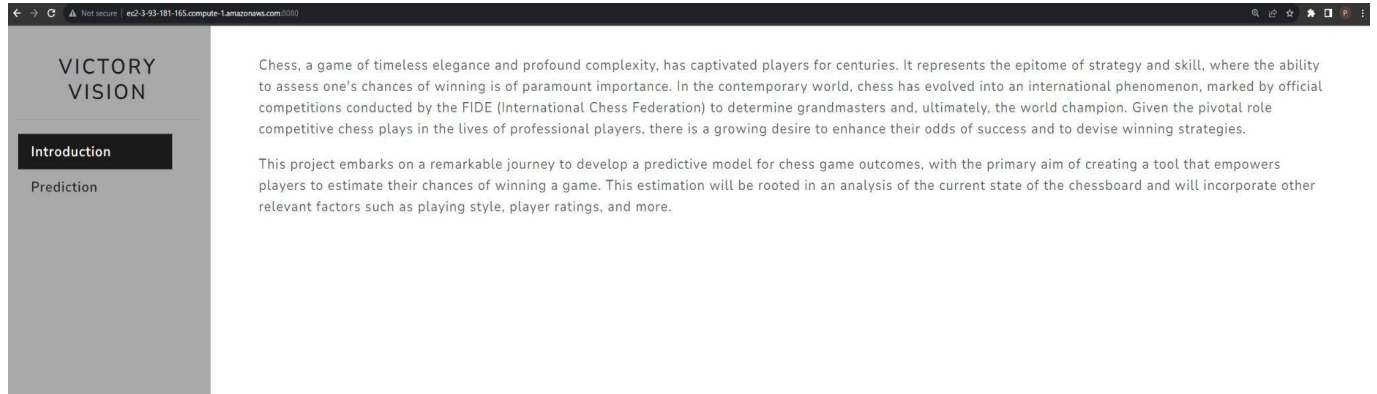 Not secure | ec2-3-93-181-165.compute-1.amazonaws.com:8080
P
VICTORY
VISION
Introduction
Prediction
Chess, a game of timeless elegance and profound complexity, has captivated players for centuries. It represents the epitome of strategy and skill, where the ability
to assess one's chances of winning is of paramount importance. In the contemporary world, chess has evolved into an international phenomenon, marked by official
competitions conducted by the FIDE (International Chess Federation) to determine grandmasters and, ultimately, the world champion. Given the pivotal role
competitive chess plays in the lives of professional players, there is a growing desire to enhance their odds of success and to devise winning strategies.
This project embarks on a remarkable journey to develop a predictive model for chess game outcomes, with the primary aim of creating a tool that empowers
players to estimate their chances of winning a game. This estimation will be rooted in an analysis of the current state of the chessboard and will incorporate other
relevant factors such as playing style, player ratings, and more.